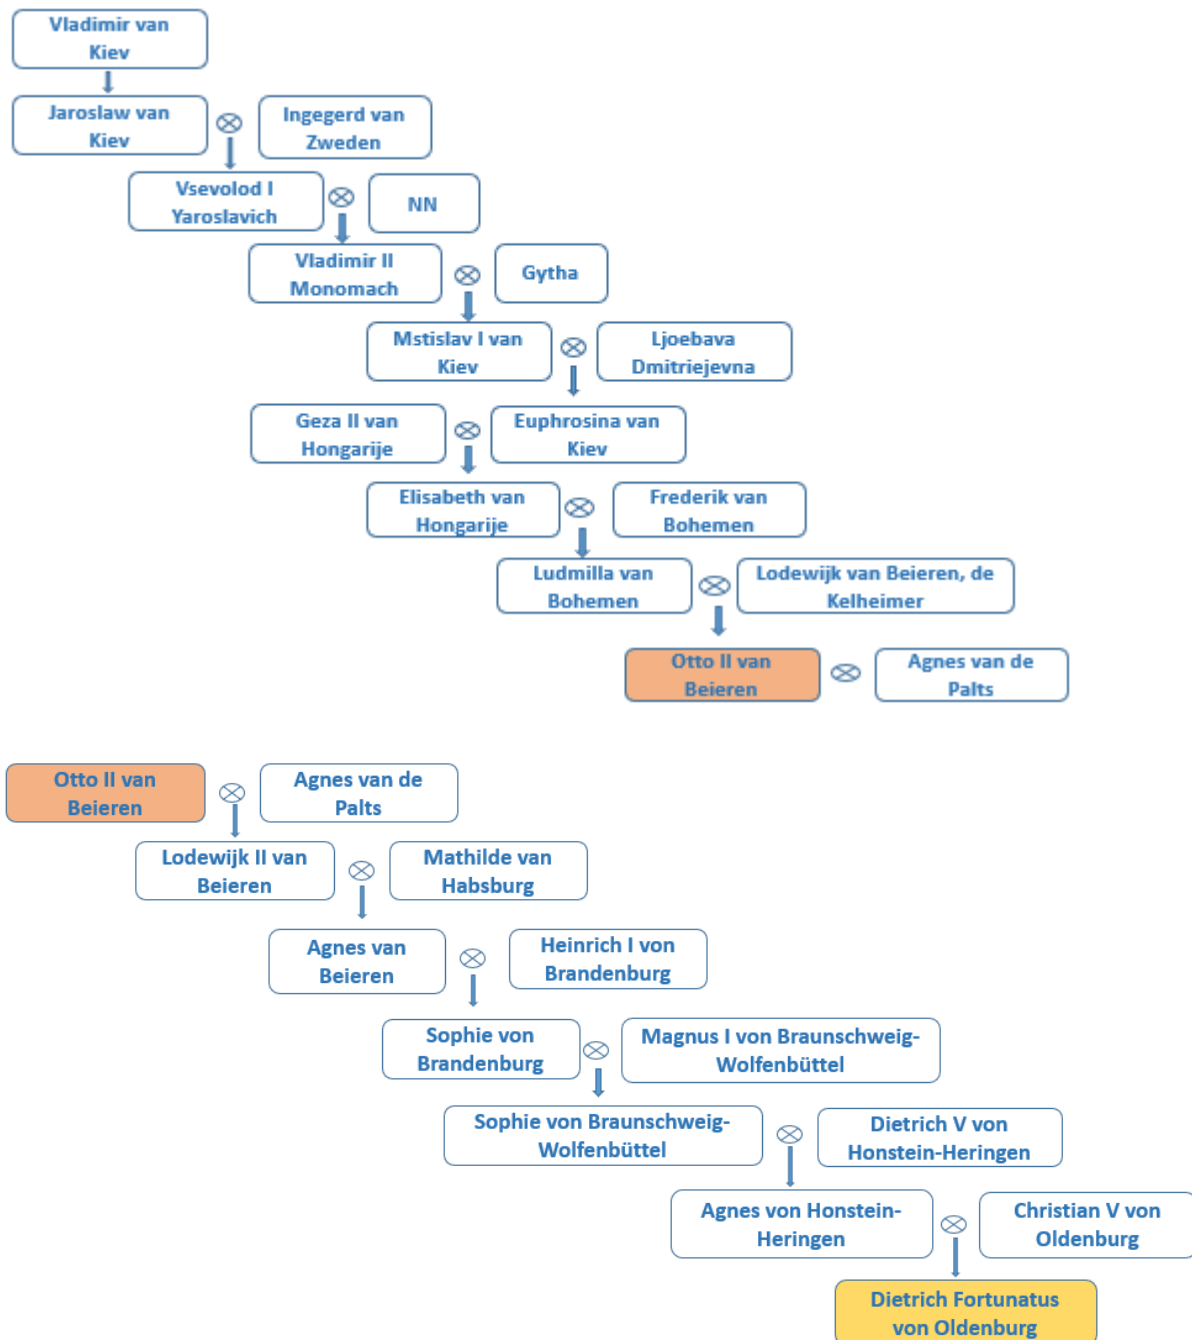 Vladimir van
Kiev
Jaroslaw van
Kiev
Ingegerd van
Zweden
Vsevolod I
Yaroslavich
NN
Vladimir II
Monomach
Gytha
Mstislav I van
Kiev
Ljoebava
Dmitriejevna
Geza II van
Hongarije
Euphrosina van
Kiev
Elisabeth van
Hongarije
Frederik van
Bohemen
Ludmilla van
Bohemen
Lodewijk van Beieren, de
Kelheimer
Otto II van
Beieren
Agnes van de
Palts
Otto II van
Beieren
Agnes van de
Palts
Lodewijk II van
Beieren
Mathilde van
Habsburg
Agnes van
Beieren
Heinrich I von
Brandenburg
Sophie von
Brandenburg
Magnus I von Braunschweig-
Wolfenbüttel
Sophie von Braunschweig-
Wolfenbüttel
Dietrich V von
Honstein-Heringen
Agnes von Honstein-
Heringen
Christian V von
Oldenburg
Dietrich Fortunatus
von Oldenburg